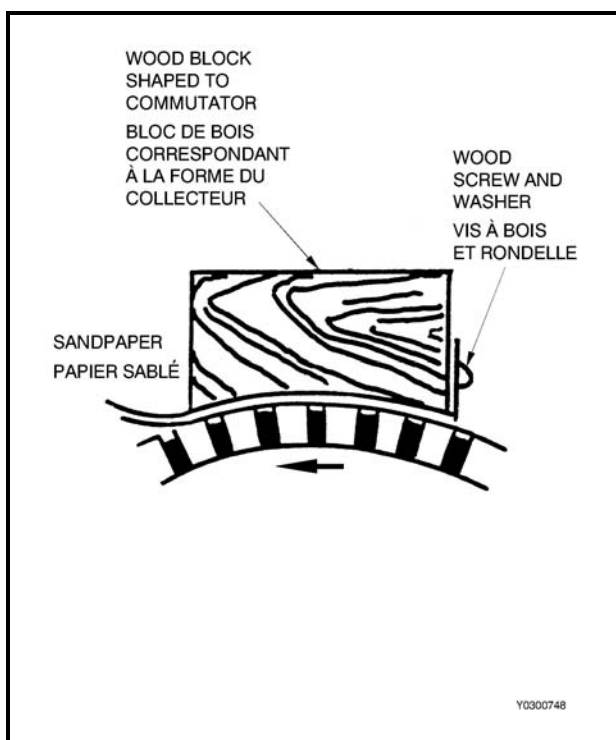 WOOD BLOCK
SHAPED TO
COMMUTATOR
BLOC DE BOIS
CORRESPONDANT
À LA FORME DU
COLLECTEUR
WOOD
SCREW AND
WASHER
VIS À BOIS
ET RONDELLE
SANDPAPER
PAPIER SABLÉ
Y0300748